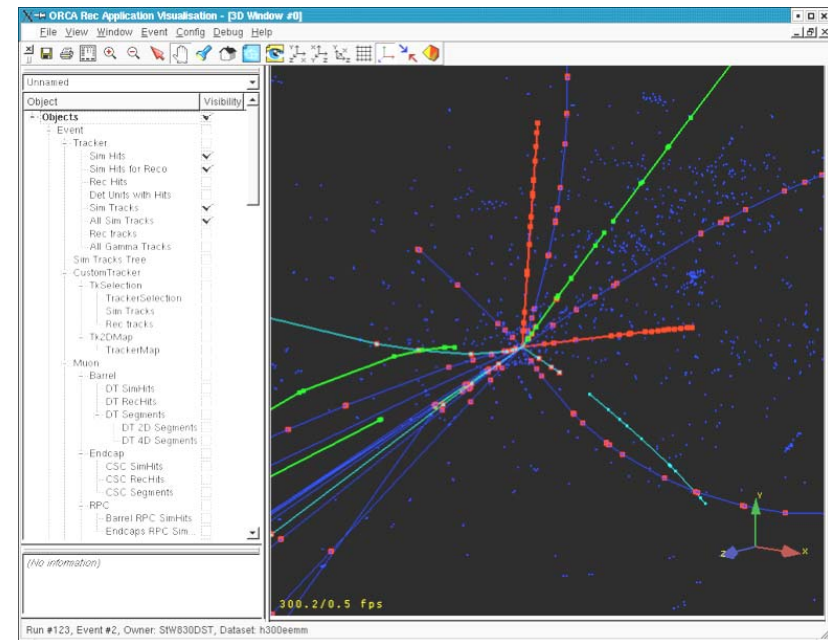 ORCA Rec Application Visualisation - [3D Window #0]
File View Window Event Config Debug Help
Unnamed
Object Visibility
Objects
Event
Tracker
Sim Hits
Sim Hits for Reco
Rec Hits
Det Units with Hits
Sim Tracks
All Sim Tracks
Rec tracks
All Gamma Tracks
Sim Tracks Tree
CustomTracker
TkSelection
TrackerSelection
Sim Tracks
Rec tracks
Tk2DMap
TrackerMap
Muon
Barrel
DT SimHits
DT RecHits
DT Segments
DT 2D Segments
DT 4D Segments
Endcap
CSC SimHits
CSC RecHits
CSC Segments
RPC
Barrel RPC SimHits
Endcaps RPC Sim...
(No information)
300.2/0.5 fps
Y
Z
X
Run #123, Event #2, Owner: StW830DST, Dataset: h300eemm